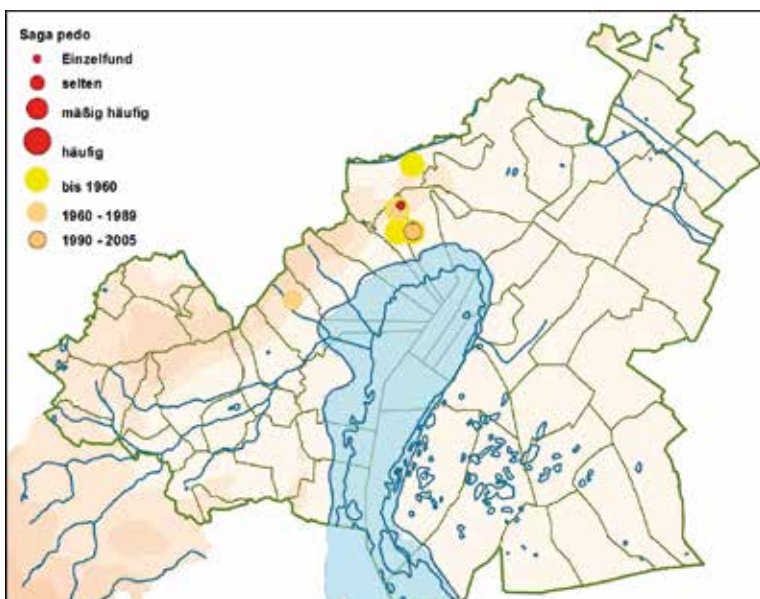 Saga pedo
Einzelfund
selten
mäßig häufig
häufig
bis 1960
1960 - 1989
1990 - 2005